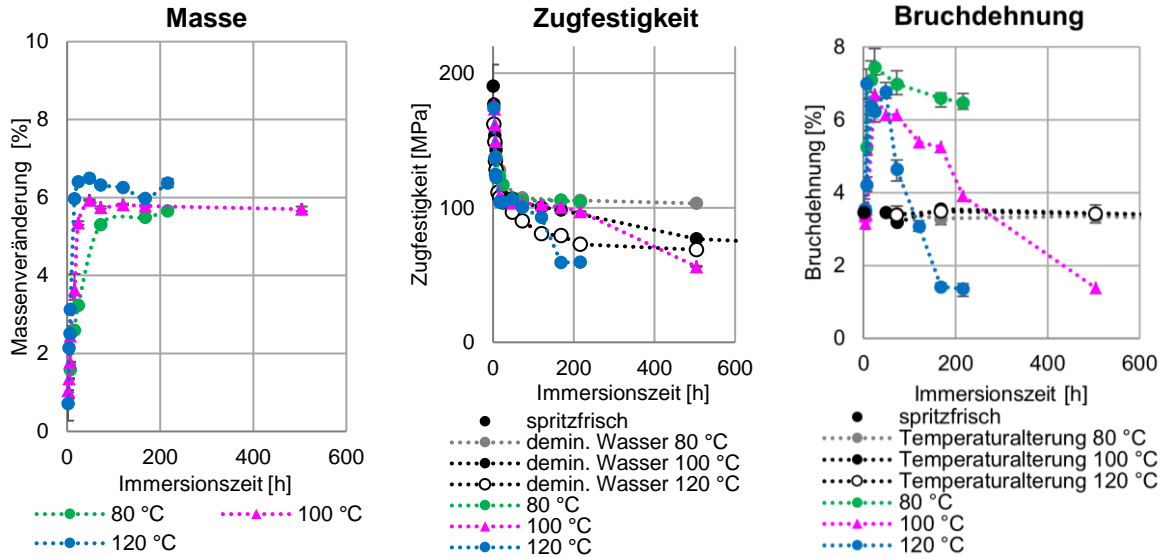 Masse
10
8
6
4
2
0
Massenveränderung [%]
0 200 400 600
Immersionszeit [h]
80 °C 100 °C
120 °C
Zugfestigkeit
200
100
0
Zugfestigkeit [MPa]
0 200 400 600
Immersionszeit [h]
spritzfrisch
demin. Wasser 80 °C
demin. Wasser 100 °C
demin. Wasser 120 °C
80 °C
100 °C
120 °C
Bruchdehnung
8
6
4
2
0
Bruchdehnung [%]
0 200 400 600
Immersionszeit [h]
spritzfrisch
Temperaturalterung 80 °C
Temperaturalterung 100 °C
Temperaturalterung 120 °C
80 °C
100 °C
120 °C